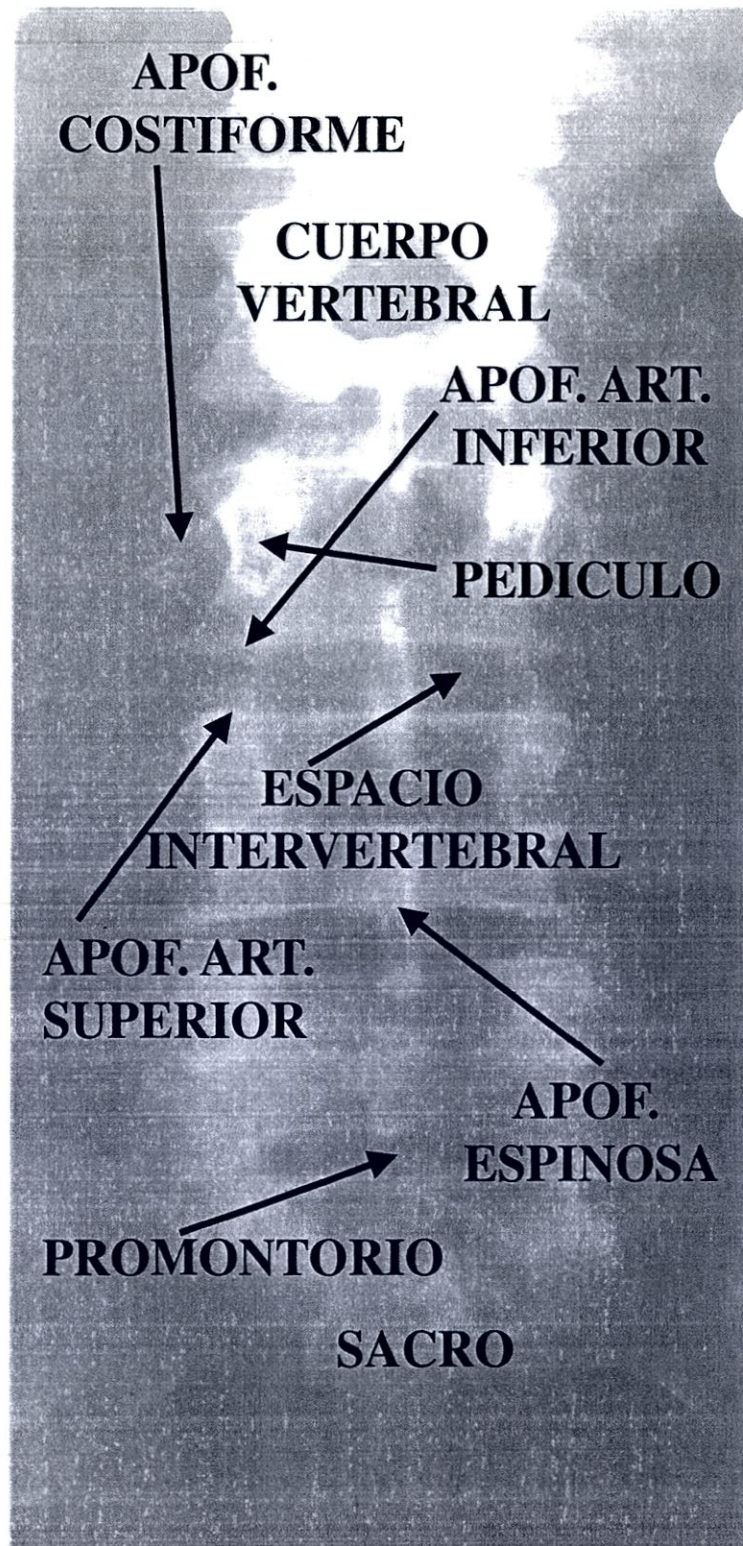 APOF.
COSTIFORME
CUERPO
VERTEBRAL
APOF. ART.
INFERIOR
PEDICULO
ESPACIO
INTERVERTEBRAL
APOF. ART.
SUPERIOR
APOF.
ESPINOSA
PROMONTORIO
SACRO